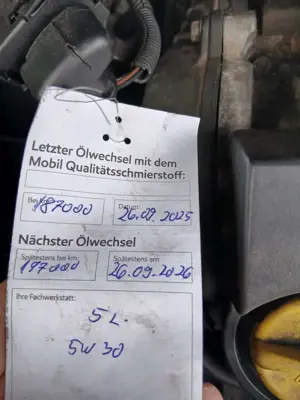 Letzter Ölwechsel mit dem
Mobil Qualitätsschmierstoff:
Bei km: Datum:
187000 26.09.2025
Nächster Ölwechsel
Spätestens bei km: Spätestens am:
197000 26.09.2026
Ihre Fachwerkstatt:
5 L.
5W30